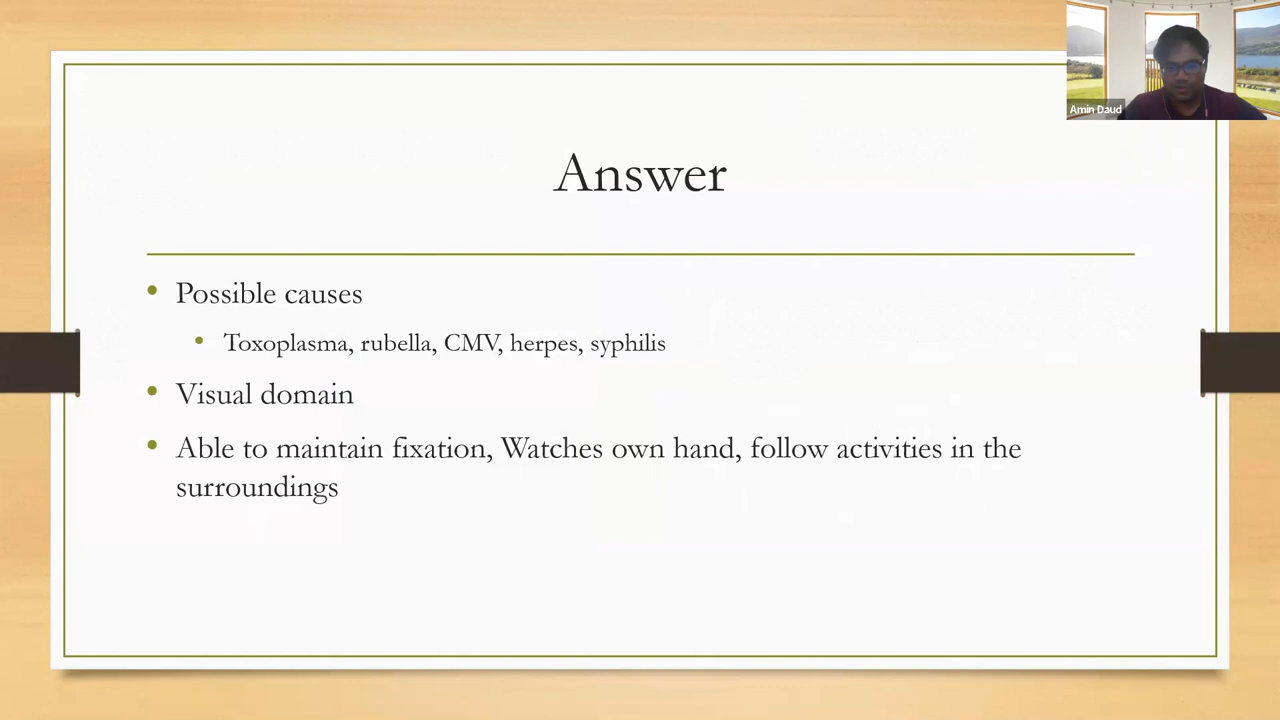 Amin Daud
Answer
Possible causes
Toxoplasma, rubella, CMV, herpes, syphilis
Visual domain
Able to maintain fixation, Watches own hand, follow activities in the
surroundings